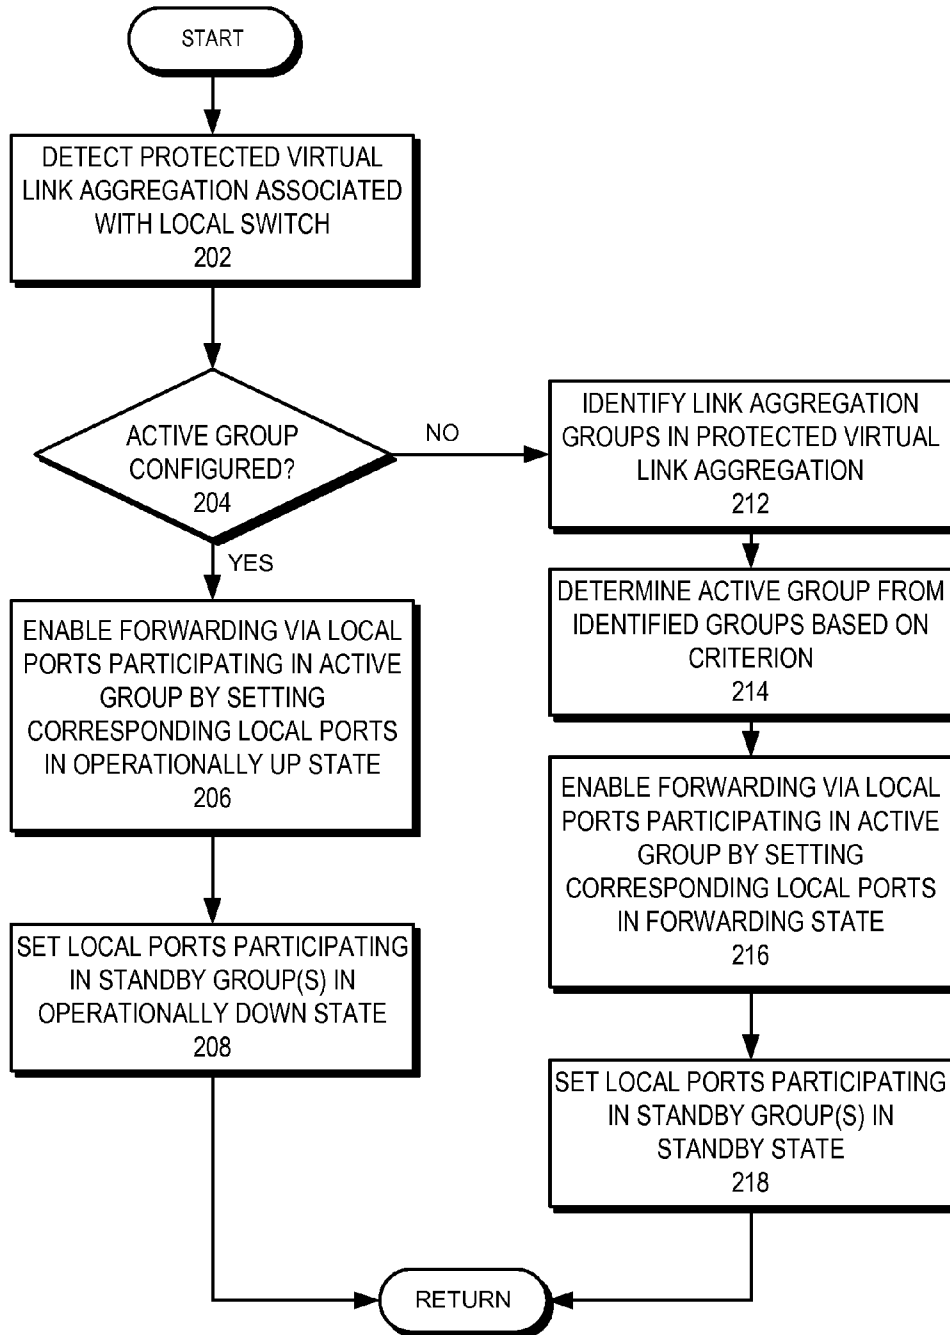 START
DETECT PROTECTED VIRTUAL
LINK AGGREGATION ASSOCIATED
WITH LOCAL SWITCH
202
ACTIVE GROUP
CONFIGURED?
204
NO
YES
ENABLE FORWARDING VIA LOCAL
PORTS PARTICIPATING IN ACTIVE
GROUP BY SETTING
CORRESPONDING LOCAL PORTS
IN OPERATIONALLY UP STATE
206
SET LOCAL PORTS PARTICIPATING
IN STANDBY GROUP(S) IN
OPERATIONALLY DOWN STATE
208
IDENTIFY LINK AGGREGATION
GROUPS IN PROTECTED VIRTUAL
LINK AGGREGATION
212
DETERMINE ACTIVE GROUP FROM
IDENTIFIED GROUPS BASED ON
CRITERION
214
ENABLE FORWARDING VIA LOCAL
PORTS PARTICIPATING IN ACTIVE
GROUP BY SETTING
CORRESPONDING LOCAL PORTS
IN FORWARDING STATE
216
SET LOCAL PORTS PARTICIPATING
IN STANDBY GROUP(S) IN
STANDBY STATE
218
RETURN